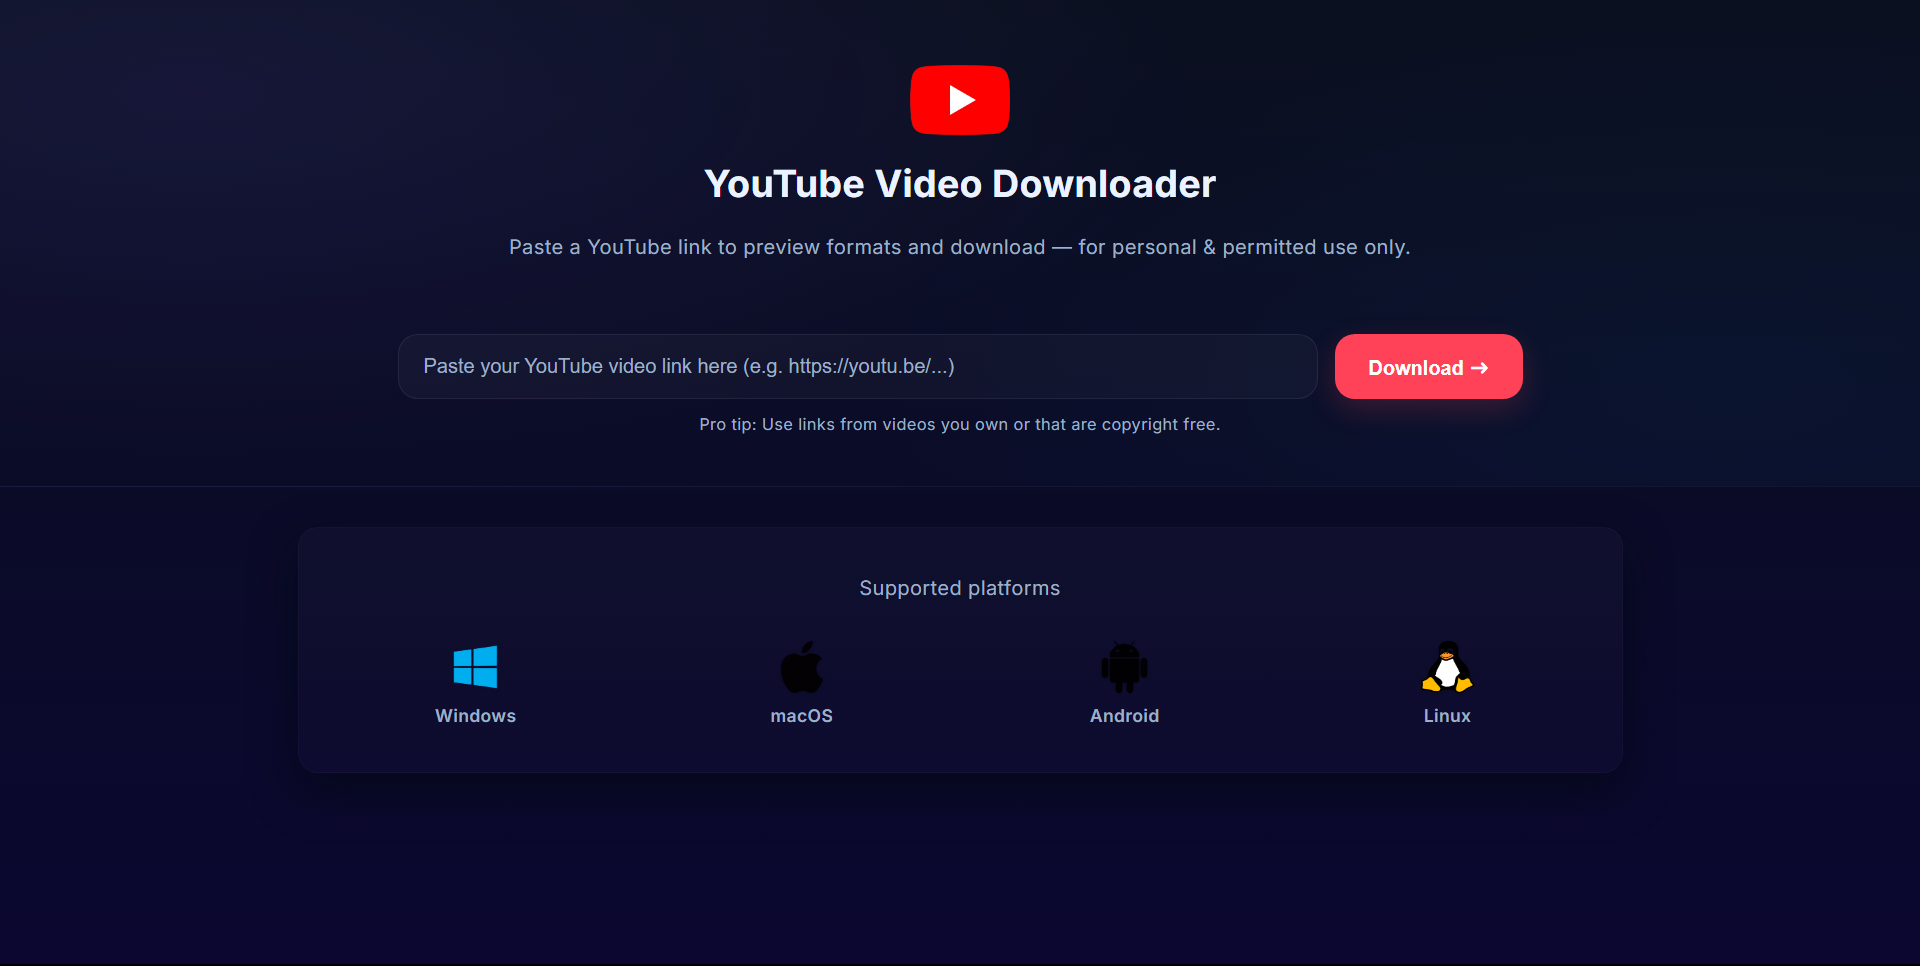 YouTube Video Downloader
Paste a YouTube link to preview formats and download — for personal & permitted use only.
Paste your YouTube video link here (e.g. https://youtu.be/...)
Download →
Pro tip: Use links from videos you own or that are copyright free.
Supported platforms
Windows
macOS
Android
Linux